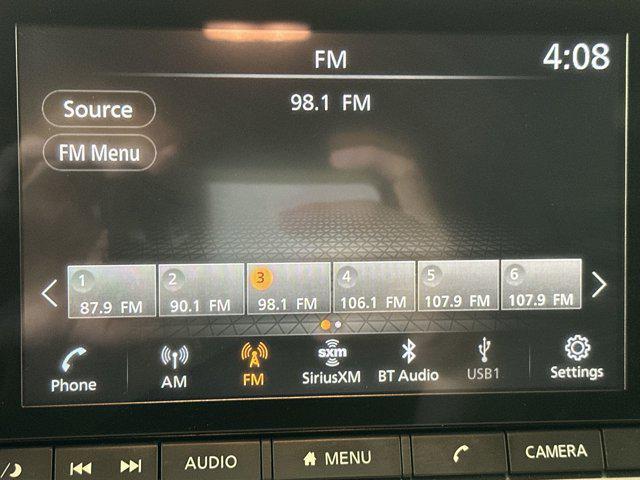 FM
4:08
Source
98.1 FM
FM Menu
1
2
3
4
5
6
87.9 FM
90.1 FM
98.1 FM
106.1 FM
107.9 FM
107.9 FM
Phone
AM
FM
sxm
SiriusXM
BT Audio
USB1
Settings
AUDIO
MENU
CAMERA